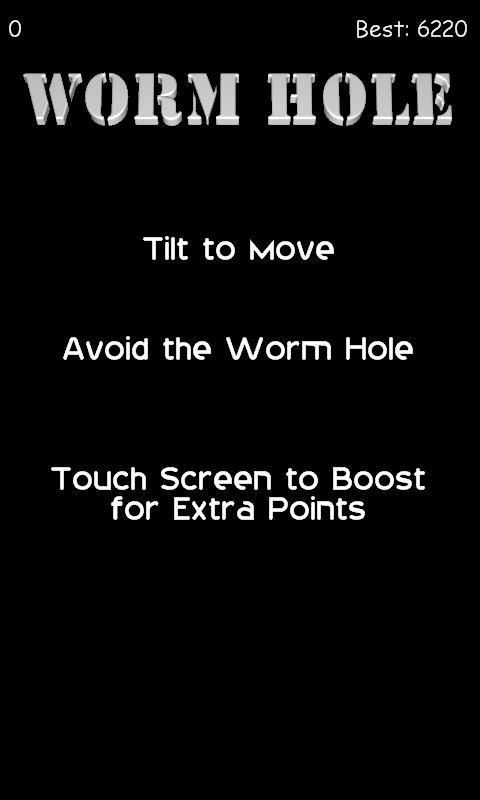 0
Best: 6220
WORM HOLE
Tilt to Move
Avoid the Worm Hole
Touch Screen to Boost
for Extra Points